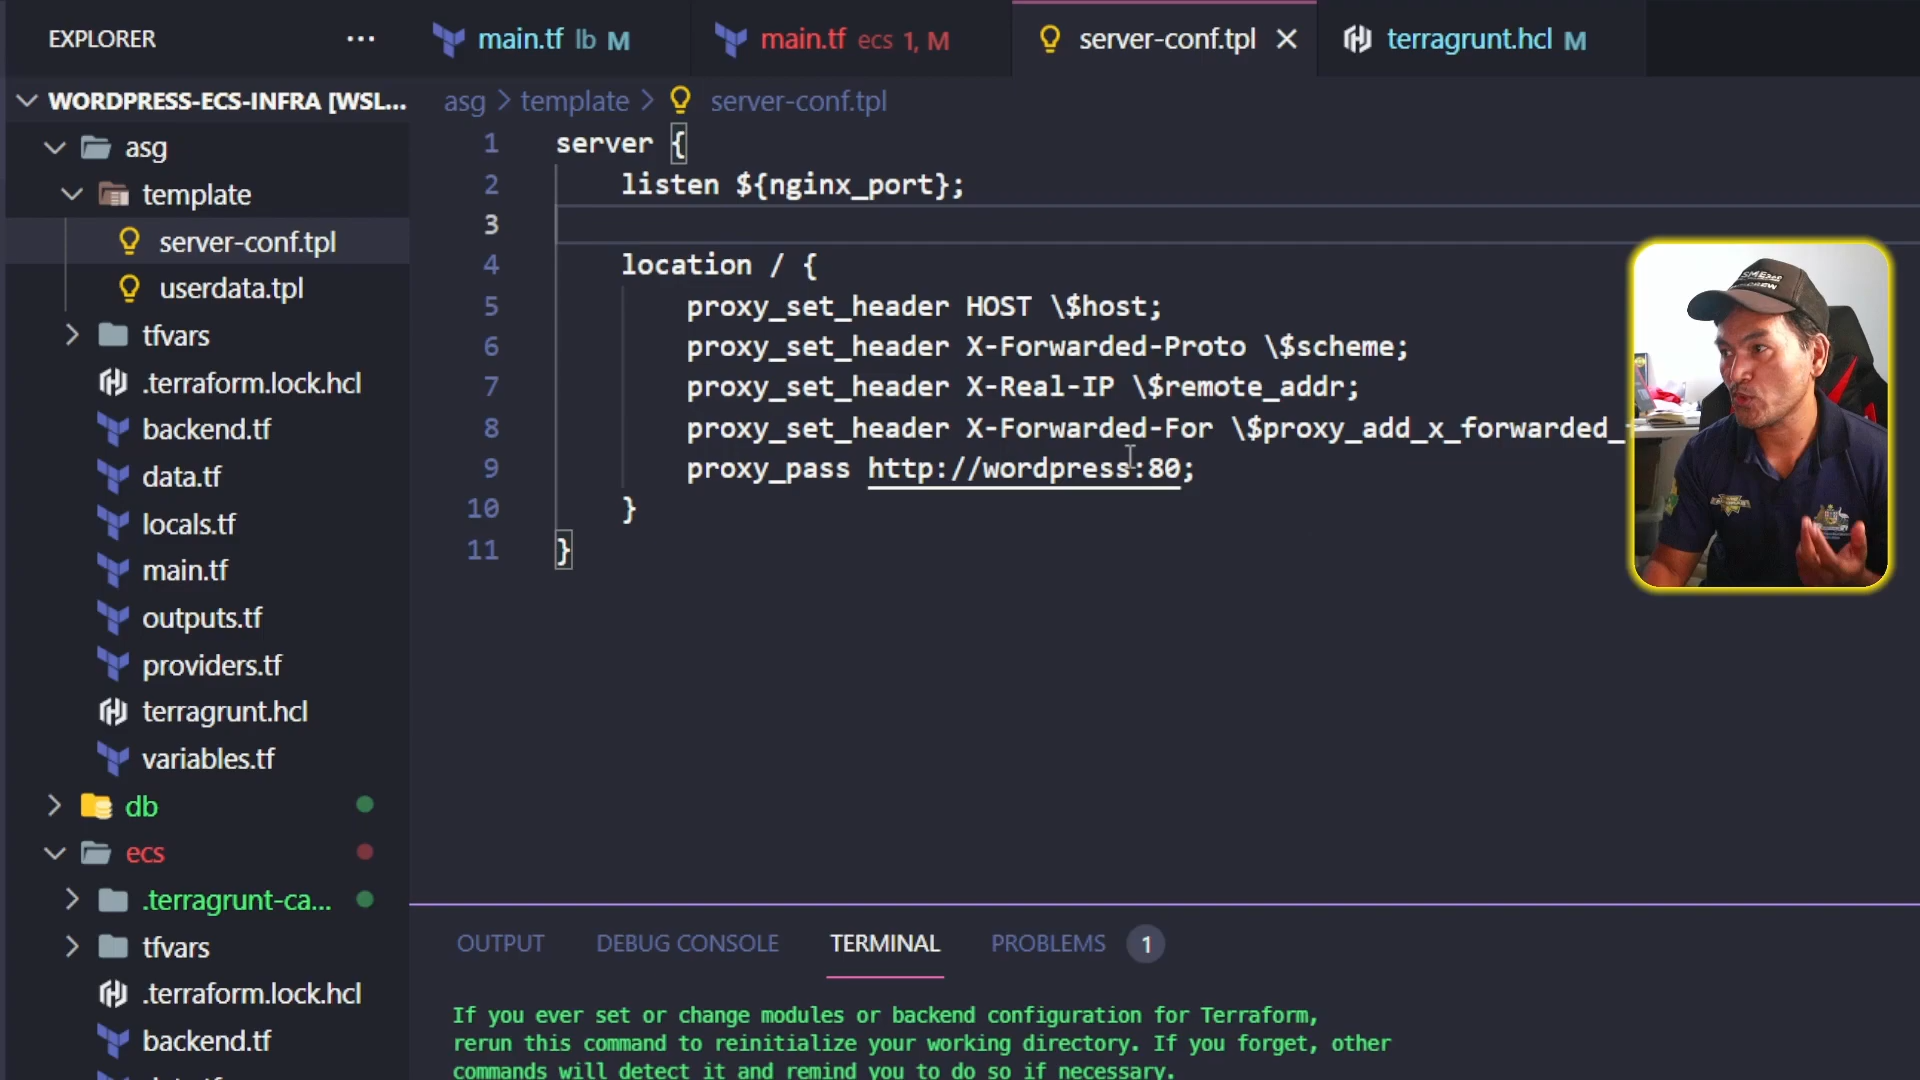 EXPLORER
WORDPRESS-ECS-INFRA [WSL...
asg
template
server-conf.tpl
userdata.tpl
tfvars
.terraform.lock.hcl
backend.tf
data.tf
locals.tf
main.tf
outputs.tf
providers.tf
terragrunt.hcl
variables.tf
db
ecs
.terragrunt-ca...
tfvars
.terraform.lock.hcl
backend.tf
main.tf lb M
main.tf ecs 1, M
server-conf.tpl
terragrunt.hcl M
asg > template > server-conf.tpl
1 server {
2 listen ${nginx_port};
3
4 location / {
5 proxy_set_header HOST \$host;
6 proxy_set_header X-Forwarded-Proto \$scheme;
7 proxy_set_header X-Real-IP \$remote_addr;
8 proxy_set_header X-Forwarded-For \$proxy_add_x_forwarded_
9 proxy_pass http://wordpress:80;
10 }
11 }
OUTPUT DEBUG CONSOLE TERMINAL PROBLEMS 1
If you ever set or change modules or backend configuration for Terraform,
rerun this command to reinitialize your working directory. If you forget, other
commands will detect it and remind you to do so if necessary.